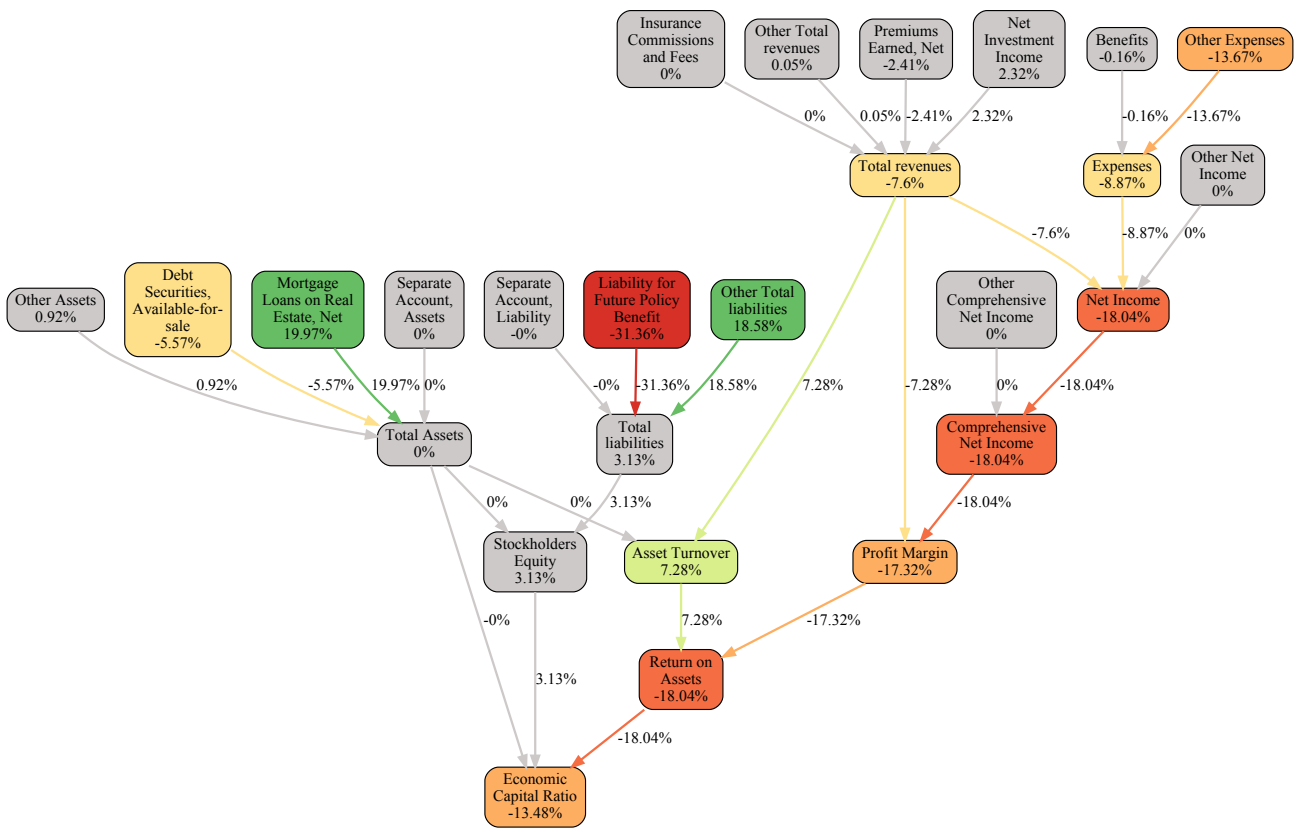 Insurance
Commissions
and Fees
0%
Other Total
revenues
0.05%
Premiums
Earned, Net
-2.41%
Net
Investment
Income
2.32%
Benefits
-0.16%
Other Expenses
-13.67%
0%
0.05%
-2.41%
2.32%
-0.16%
-13.67%
Total revenues
-7.6%
Expenses
-8.87%
Other Net
Income
0%
-7.6%
-8.87%
0%
Other Assets
0.92%
Debt
Securities,
Available-for-
sale
-5.57%
Mortgage
Loans on Real
Estate, Net
19.97%
Separate
Account,
Assets
0%
Separate
Account,
Liability
-0%
Liability for
Future Policy
Benefit
-31.36%
Other Total
liabilities
18.58%
Other
Comprehensive
Net Income
0%
Net Income
-18.04%
0.92%
-5.57%
19.97%
0%
-0%
-31.36%
18.58%
7.28%
-7.28%
0%
-18.04%
Total Assets
0%
Total
liabilities
3.13%
Comprehensive
Net Income
-18.04%
0%
0%
3.13%
-18.04%
Stockholders
Equity
3.13%
Asset Turnover
7.28%
Profit Margin
-17.32%
-0%
7.28%
-17.32%
Return on
Assets
-18.04%
3.13%
-18.04%
Economic
Capital Ratio
-13.48%